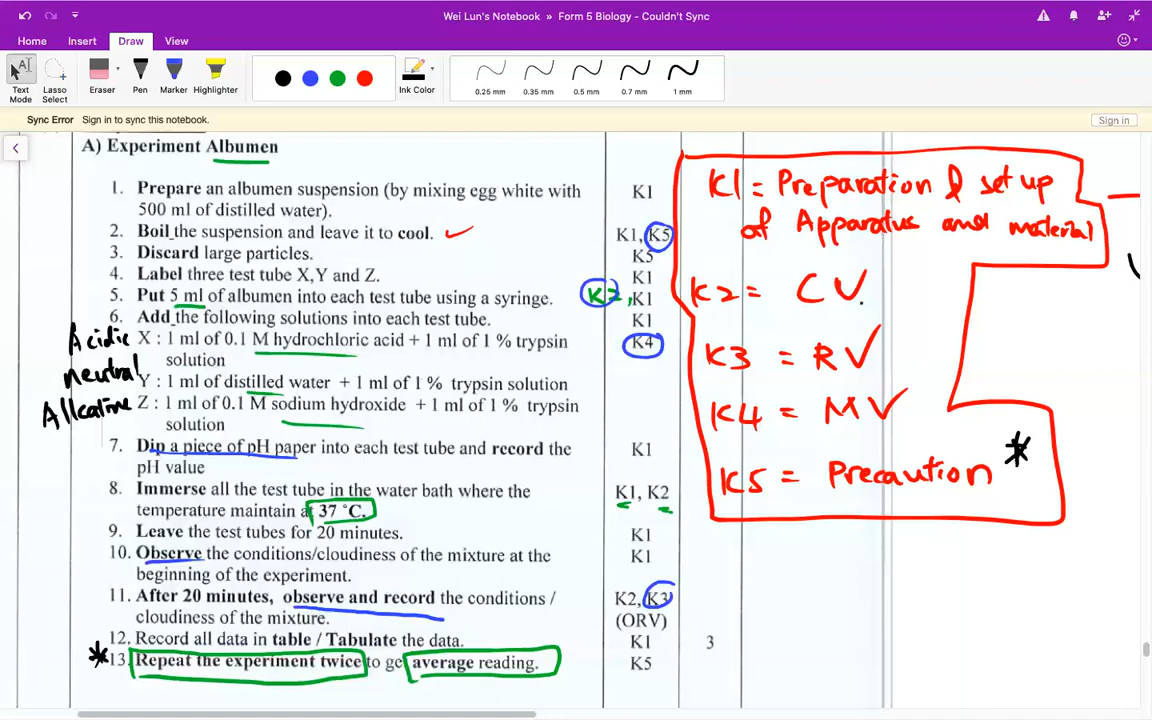 Wei Lun's Notebook » Form 5 Biology - Couldn't Sync
Home Insert Draw View
Text Mode
Lasso Select
Eraser
Pen
Marker
Highlighter
Ink Color
0.25 mm 0.35 mm 0.5 mm 0.7 mm 1 mm
Sync Error Sign in to sync this notebook. Sign in
A) Experiment Albumen
1. Prepare an albumen suspension (by mixing egg white with K1
500 ml of distilled water).
2. Boil the suspension and leave it to cool. K1, K5
3. Discard large particles. K5
4. Label three test tube X,Y and Z. K1
5. Put 5 ml of albumen into each test tube using a syringe. K2, K1
6. Add the following solutions into each test tube. K1
Acidic X : 1 ml of 0.1 M hydrochloric acid + 1 ml of 1% trypsin K4
solution
neutral
Y : 1 ml of distilled water + 1 ml of 1% trypsin solution
Alkaline Z : 1 ml of 0.1 M sodium hydroxide + 1 ml of 1% trypsin
solution
7. Dip a piece of pH paper into each test tube and record the K1
pH value
8. Immerse all the test tube in the water bath where the K1, K2
temperature maintain at 37 °C.
9. Leave the test tubes for 20 minutes. K1
10. Observe the conditions/cloudiness of the mixture at the K1
beginning of the experiment.
11. After 20 minutes, observe and record the conditions / K2, K3
cloudiness of the mixture. (ORV)
12. Record all data in table / Tabulate the data. K1 3
* 13. Repeat the experiment twice to ge average reading. K5
K1 = Preparation & set up
of Apparatus and material
K2 = CV
K3 = RV
K4 = MV
K5 = Precaution *